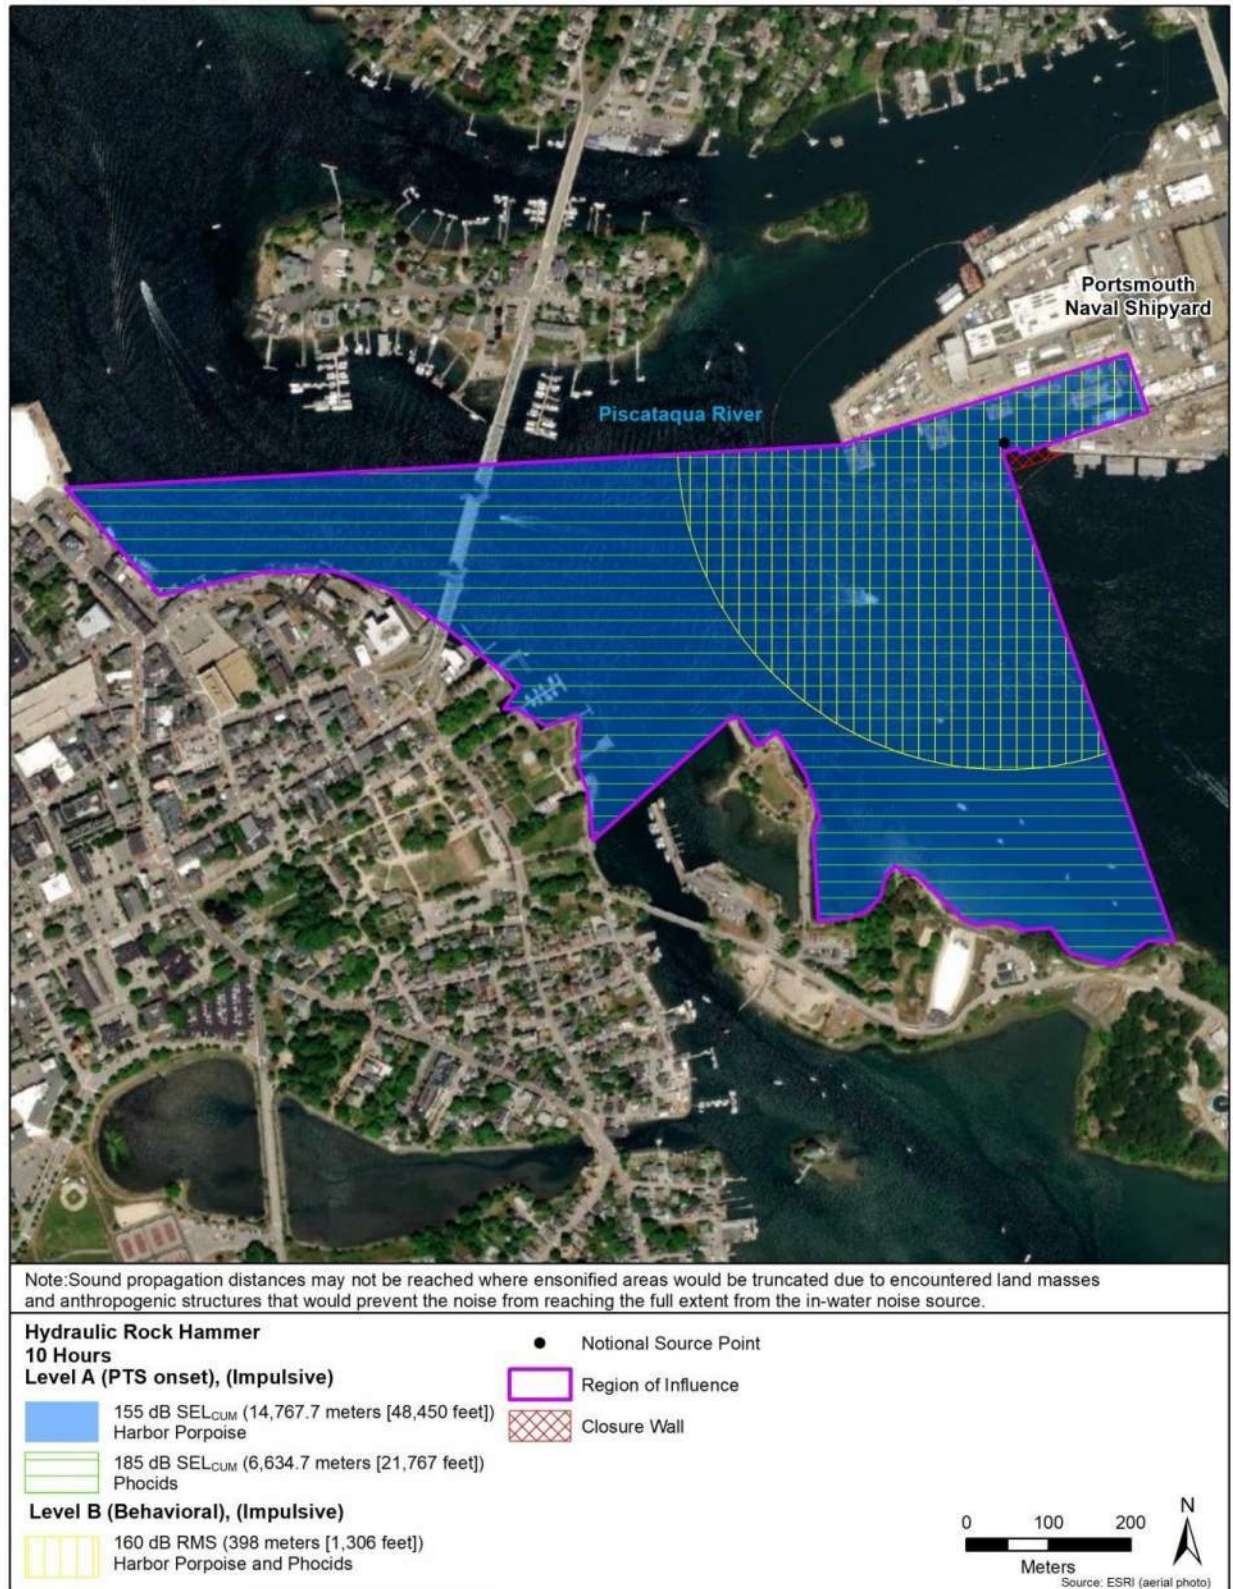 Portsmouth
Naval Shipyard
Piscataqua River
Note:Sound propagation distances may not be reached where ensonified areas would be truncated due to encountered land masses
and anthropogenic structures that would prevent the noise from reaching the full extent from the in-water noise source.
Hydraulic Rock Hammer
10 Hours
Level A (PTS onset), (Impulsive)
155 dB SELCUM (14,767.7 meters [48,450 feet])
Harbor Porpoise
185 dB SELCUM (6,634.7 meters [21,767 feet])
Phocids
Level B (Behavioral), (Impulsive)
160 dB RMS (398 meters [1,306 feet])
Harbor Porpoise and Phocids
Notional Source Point
Region of Influence
Closure Wall
0 100 200
Meters
N
Source: ESRI (aerial photo)